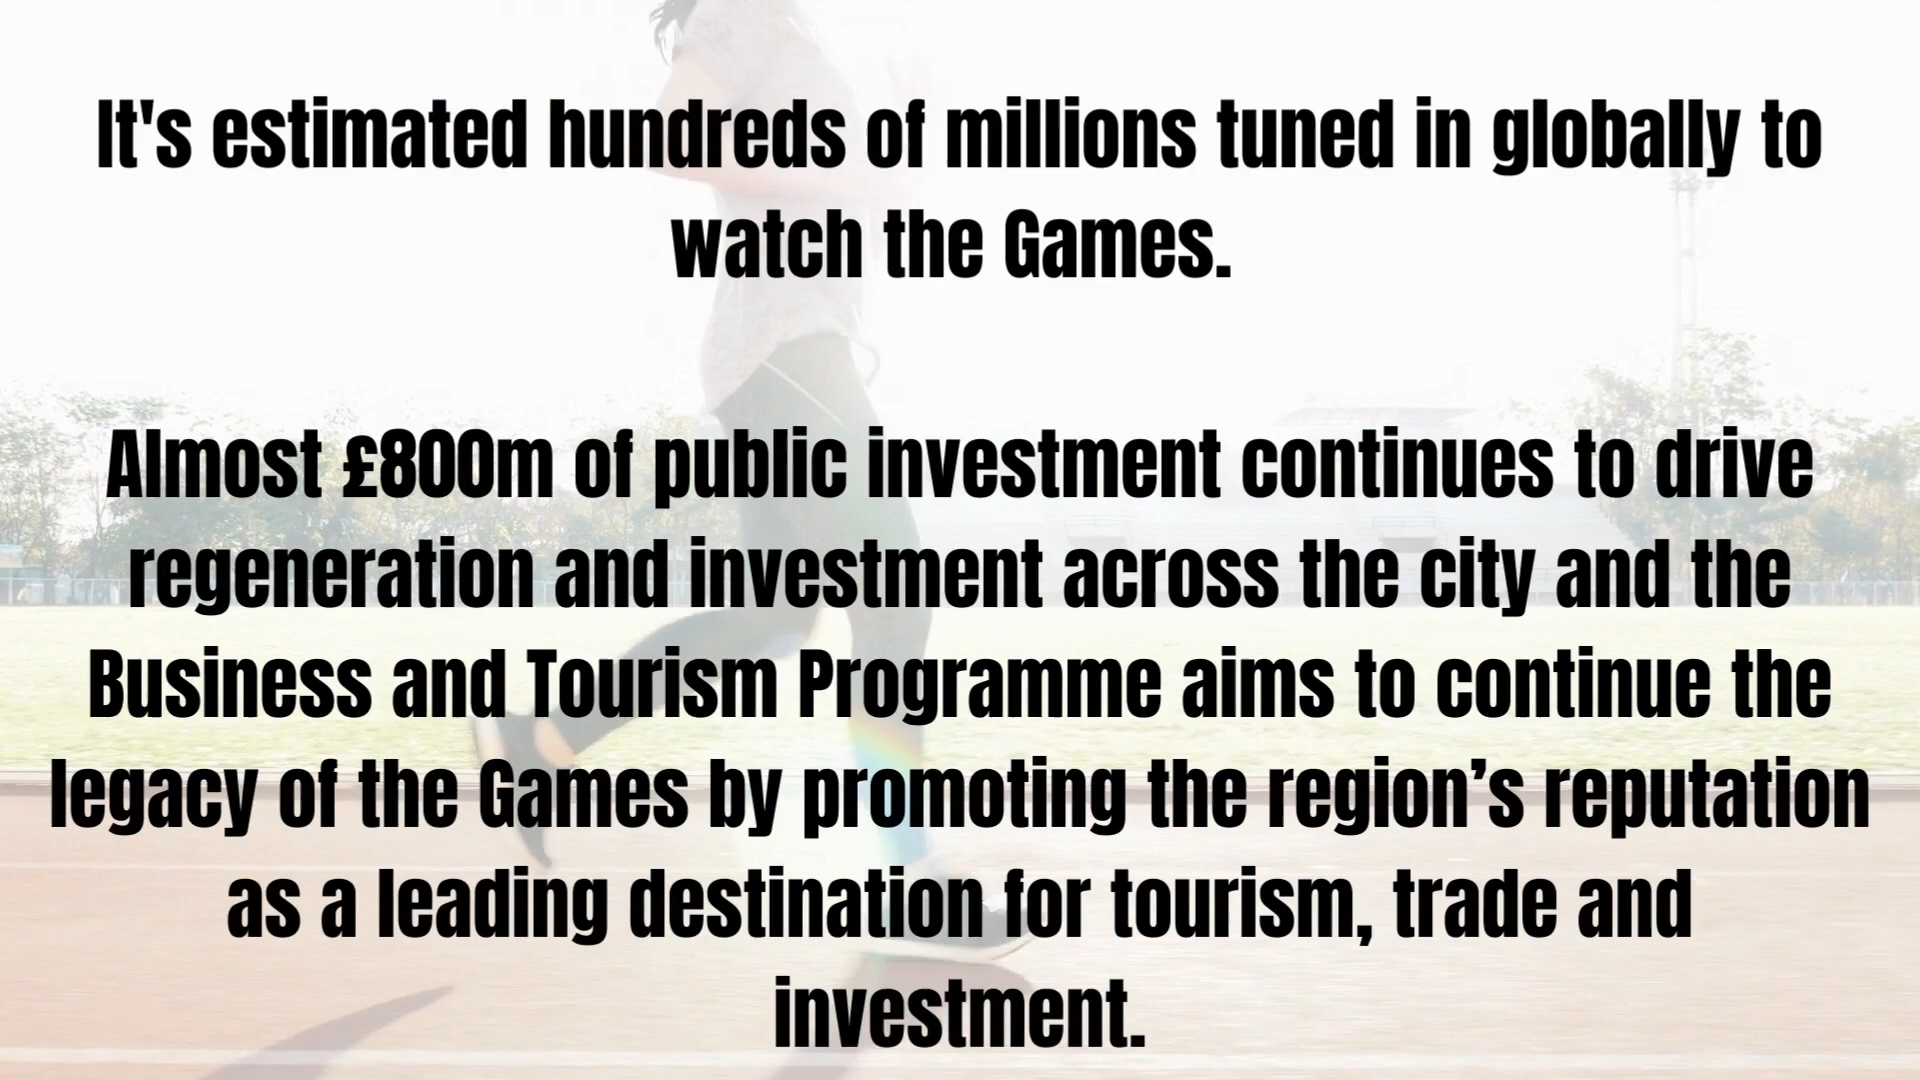 It's estimated hundreds of millions tuned in globally to
watch the Games.
Almost £800m of public investment continues to drive
regeneration and investment across the city and the
Business and Tourism Programme aims to continue the
legacy of the Games by promoting the region’s reputation
as a leading destination for tourism, trade and
investment.